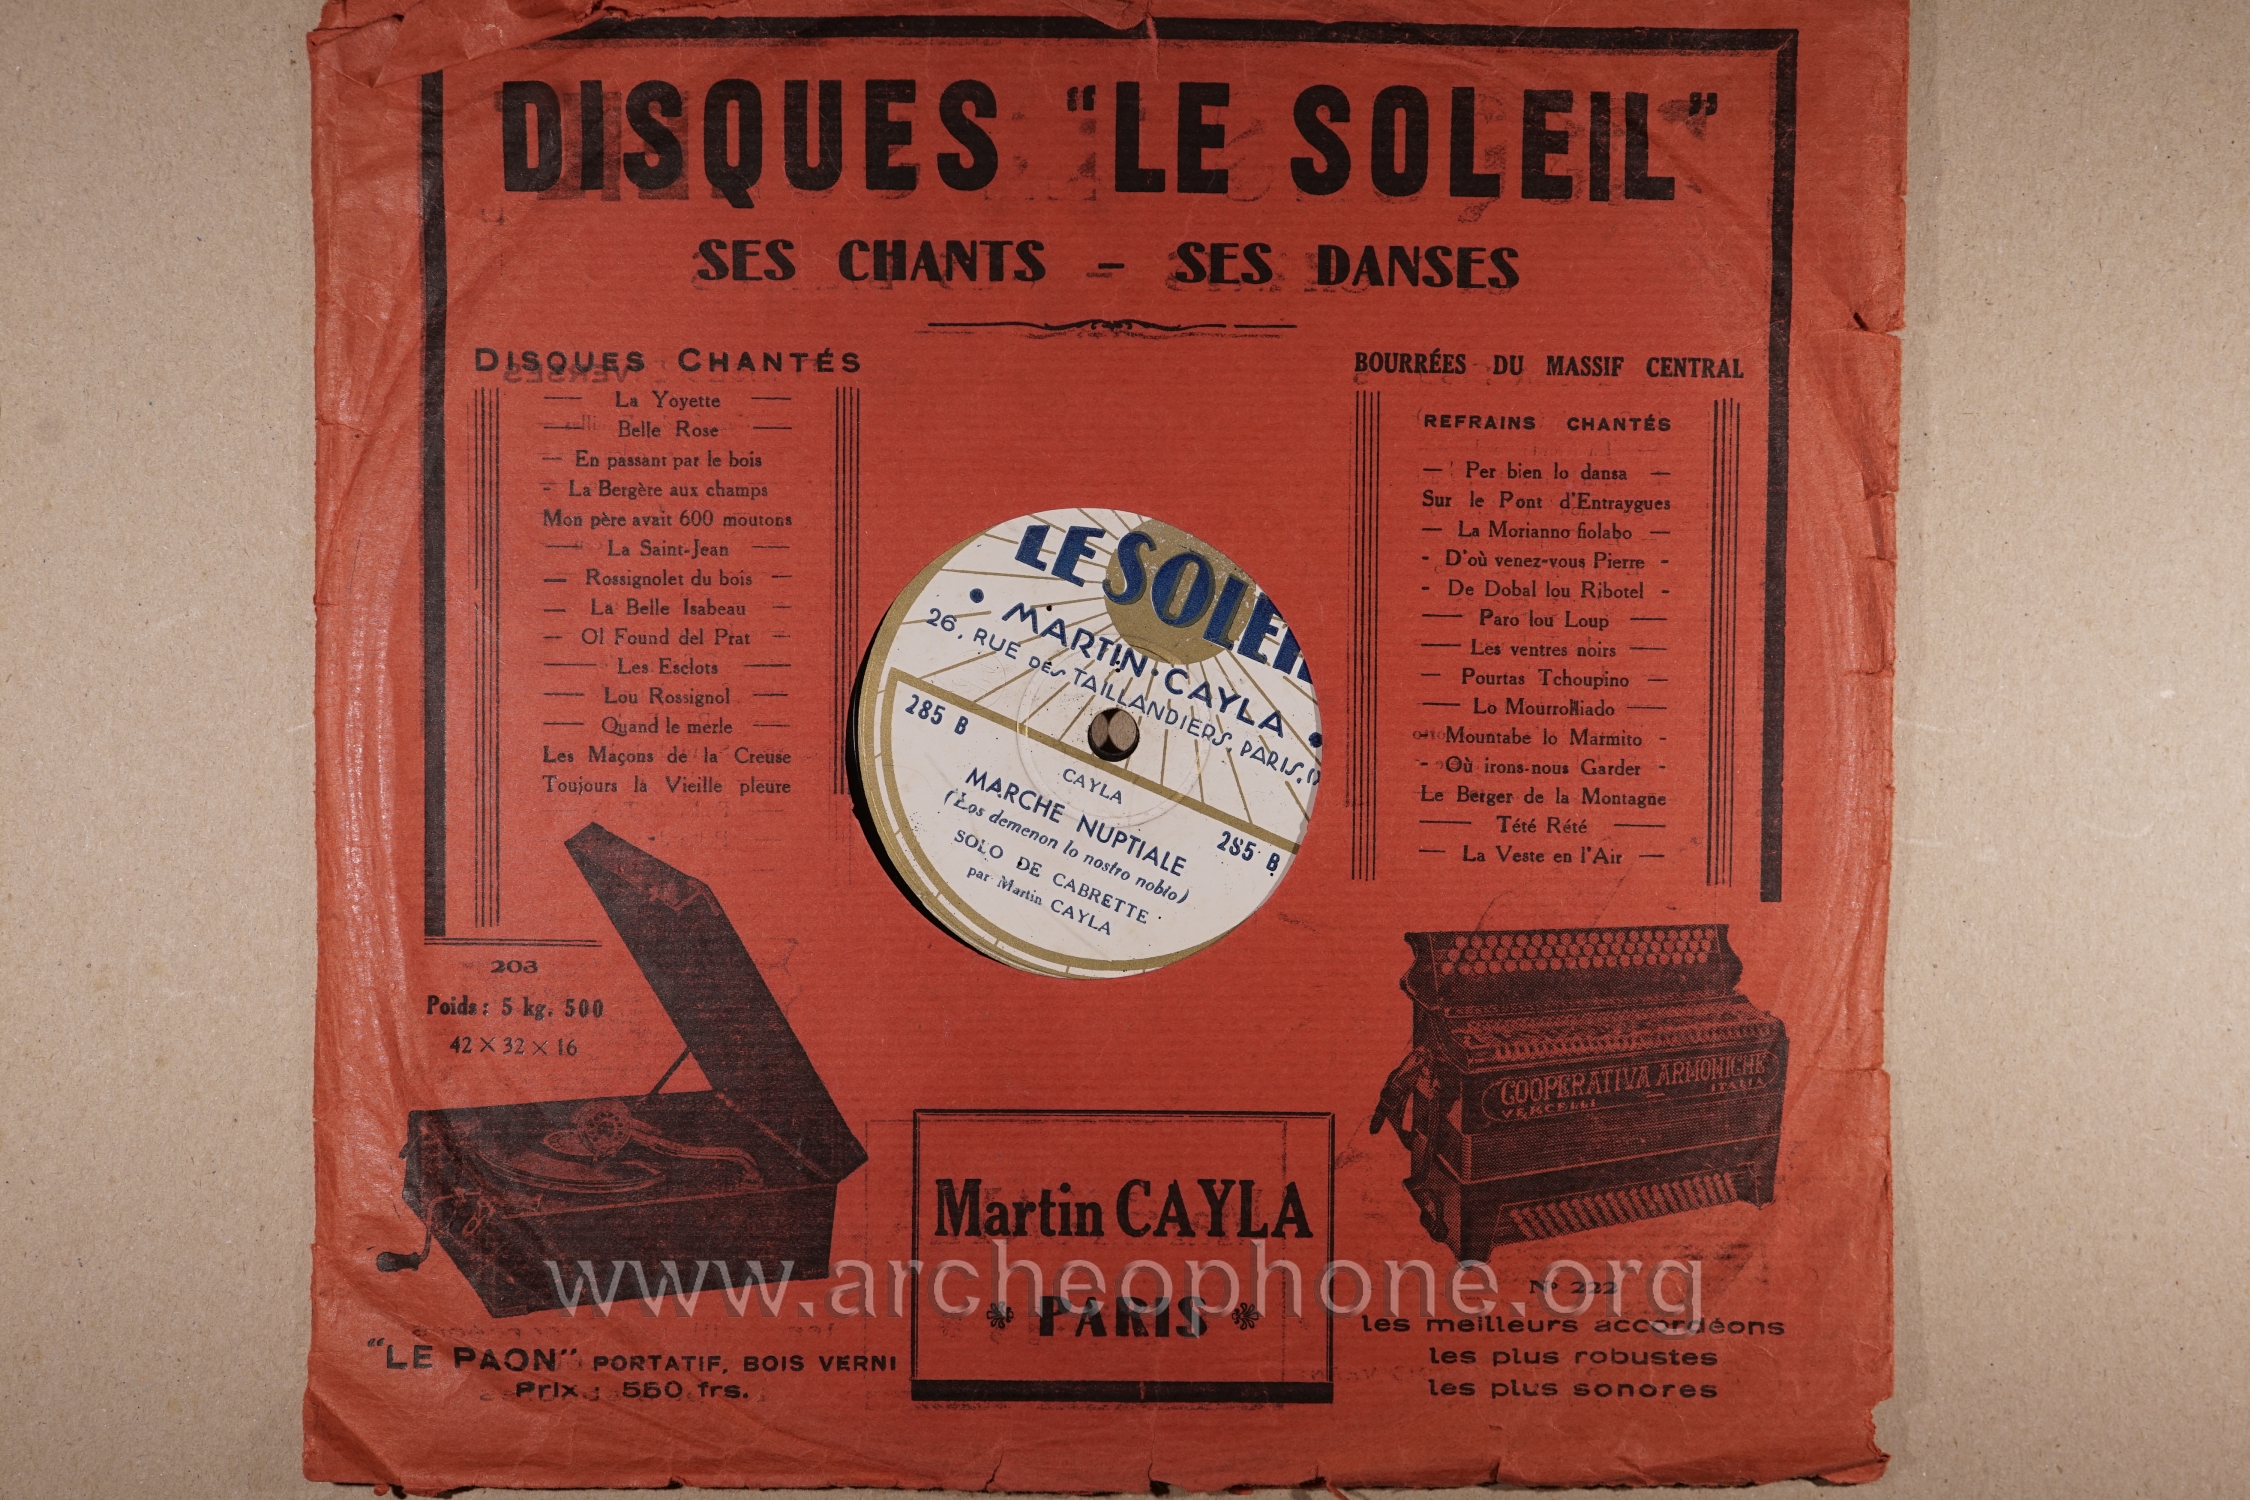 DISQUES "LE SOLEIL"
SES CHANTS - SES DANSES
DISQUES CHANTÉS
— La Yoyette —
— Belle Rose —
— En passant par le bois
- La Bergère aux champs
Mon père avait 600 moutons
— La Saint-Jean —
— Rossignolet du bois —
— La Belle Isabeau —
— Ol Found del Prat —
— Les Esclots —
— Lou Rossignol —
— Quand le merle —
Les Maçons de la Creuse
Toujours la Vieille pleure
BOURRÉES DU MASSIF CENTRAL
REFRAINS CHANTÉS
— Per bien lo dansa —
Sur le Pont d'Entraygues
— La Morianno fiolabo —
- D'où venez-vous Pierre -
- De Dobal lou Ribotel -
— Paro lou Loup —
— Les ventres noirs —
— Pourtas Tchoupino —
— Lo Mourrolliado —
Mountabe lo Marmito -
- Où irons-nous Garder -
Le Berger de la Montagne
— Tété Rété —
— La Veste en l'Air —
LE SOLEIL
• MARTIN·CAYLA •
26, RUE DES TAILLANDIERS, PARIS.
285 B
CAYLA
285 B
MARCHE NUPTIALE
(Los demenon lo nostro nobio)
SOLO DE CABRETTE
par Martin CAYLA
203
Poids : 5 kg. 500
42 × 32 × 16
"LE PAON" PORTATIF, BOIS VERNI
Prix : 550 frs.
Martin CAYLA
PARIS
COOPERATIVA ARMONICHE
VERCELLI — ITALIA
N° 222
les meilleurs accordéons
les plus robustes
les plus sonores
www.archeophone.org